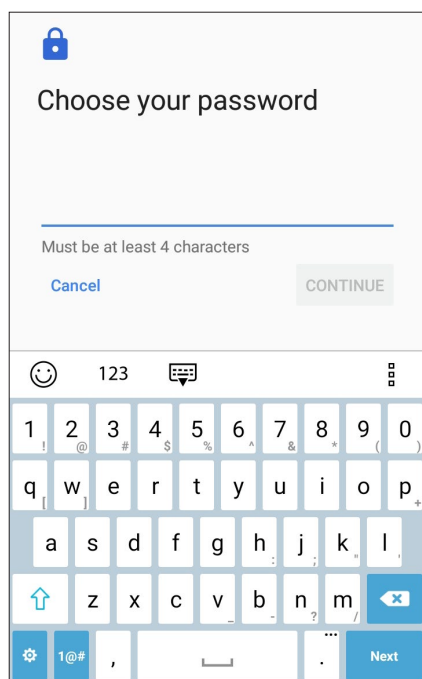 Choose your password
Must be at least 4 characters
Cancel CONTINUE
123
1 ! 2 @ 3 # 4 $ 5 % 6 ^ 7 & 8 * 9 ( 0 )
q [ w ] e r t y u i o p +
a s d f g h : j ; k " l '
z x c v _ b - n ? m /
1@# , . ... Next